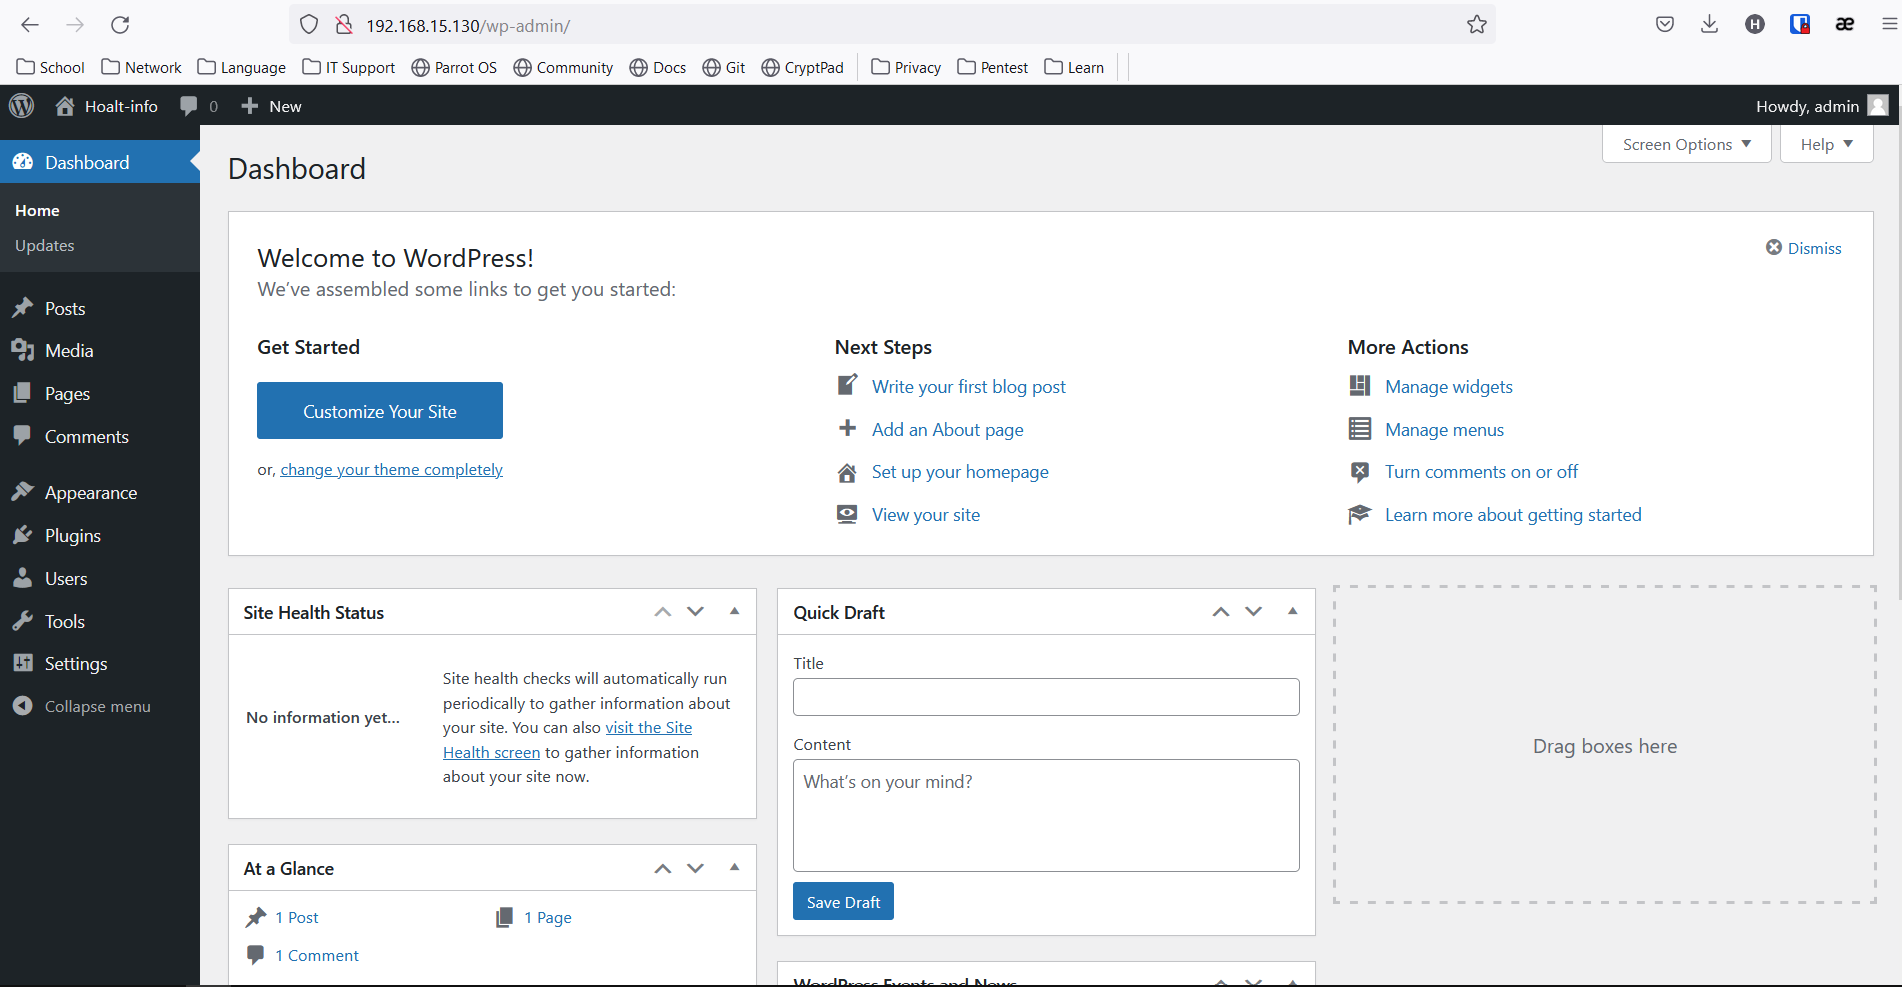 192.168.15.130/wp-admin/
School Network Language IT Support Parrot OS Community Docs Git CryptPad Privacy Pentest Learn
Hoalt-info 0 New Howdy, admin
Dashboard
Home
Updates
Posts
Media
Pages
Comments
Appearance
Plugins
Users
Tools
Settings
Collapse menu
Screen Options Help
Dashboard
Welcome to WordPress!
We've assembled some links to get you started:
Dismiss
Get Started
Customize Your Site
or, change your theme completely
Next Steps
Write your first blog post
Add an About page
Set up your homepage
View your site
More Actions
Manage widgets
Manage menus
Turn comments on or off
Learn more about getting started
Site Health Status
No information yet...
Site health checks will automatically run
periodically to gather information about
your site. You can also visit the Site
Health screen to gather information
about your site now.
At a Glance
1 Post
1 Page
1 Comment
Quick Draft
Title
Content
What's on your mind?
Save Draft
WordPress Events and News
Drag boxes here